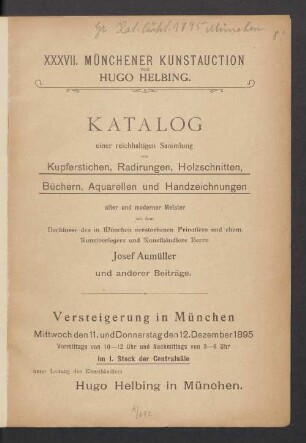 Kat. 1895 München
8°
XXXVII. MÜNCHENER KUNSTAUCTION
VON
HUGO HELBING.
KATALOG
einer reichhaltigen Sammlung
von
Kupferstichen, Radirungen, Holzschnitten,
Büchern, Aquarellen und Handzeichnungen
alter und moderner Meister
aus dem
Nachlasse des in München verstorbenen Privatiers und ehem.
Kunstverlegers und Kunsthändlers Herrn
Josef Aumüller
und anderer Beiträge.
Versteigerung in München
Mittwoch den 11. und Donnerstag den 12. Dezember 1895
Vormittags von 10—12 Uhr und Nachmittags von 3—6 Uhr
im I. Stock der Centralsäle
unter Leitung des Kunsthändlers
Hugo Helbing in München.